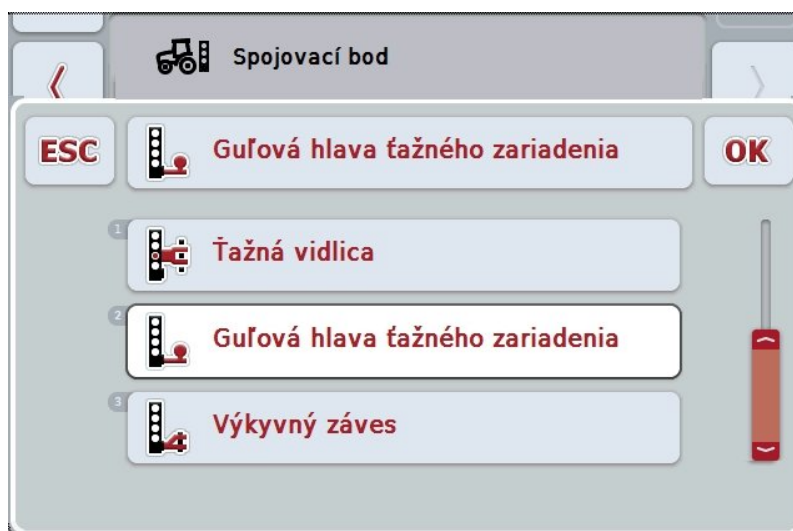 Spojovací bod
ESC
Guľová hlava ťažného zariadenia
OK
1
Ťažná vidlica
2
Guľová hlava ťažného zariadenia
3
Výkyvný záves